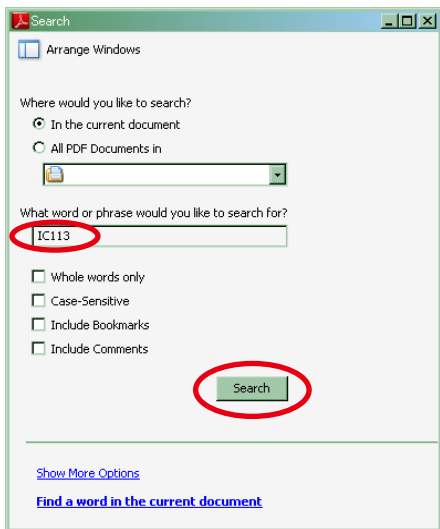 Search
Arrange Windows
Where would you like to search?
In the current document
All PDF Documents in
What word or phrase would you like to search for?
IC113
Whole words only
Case-Sensitive
Include Bookmarks
Include Comments
Search
Show More Options
Find a word in the current document